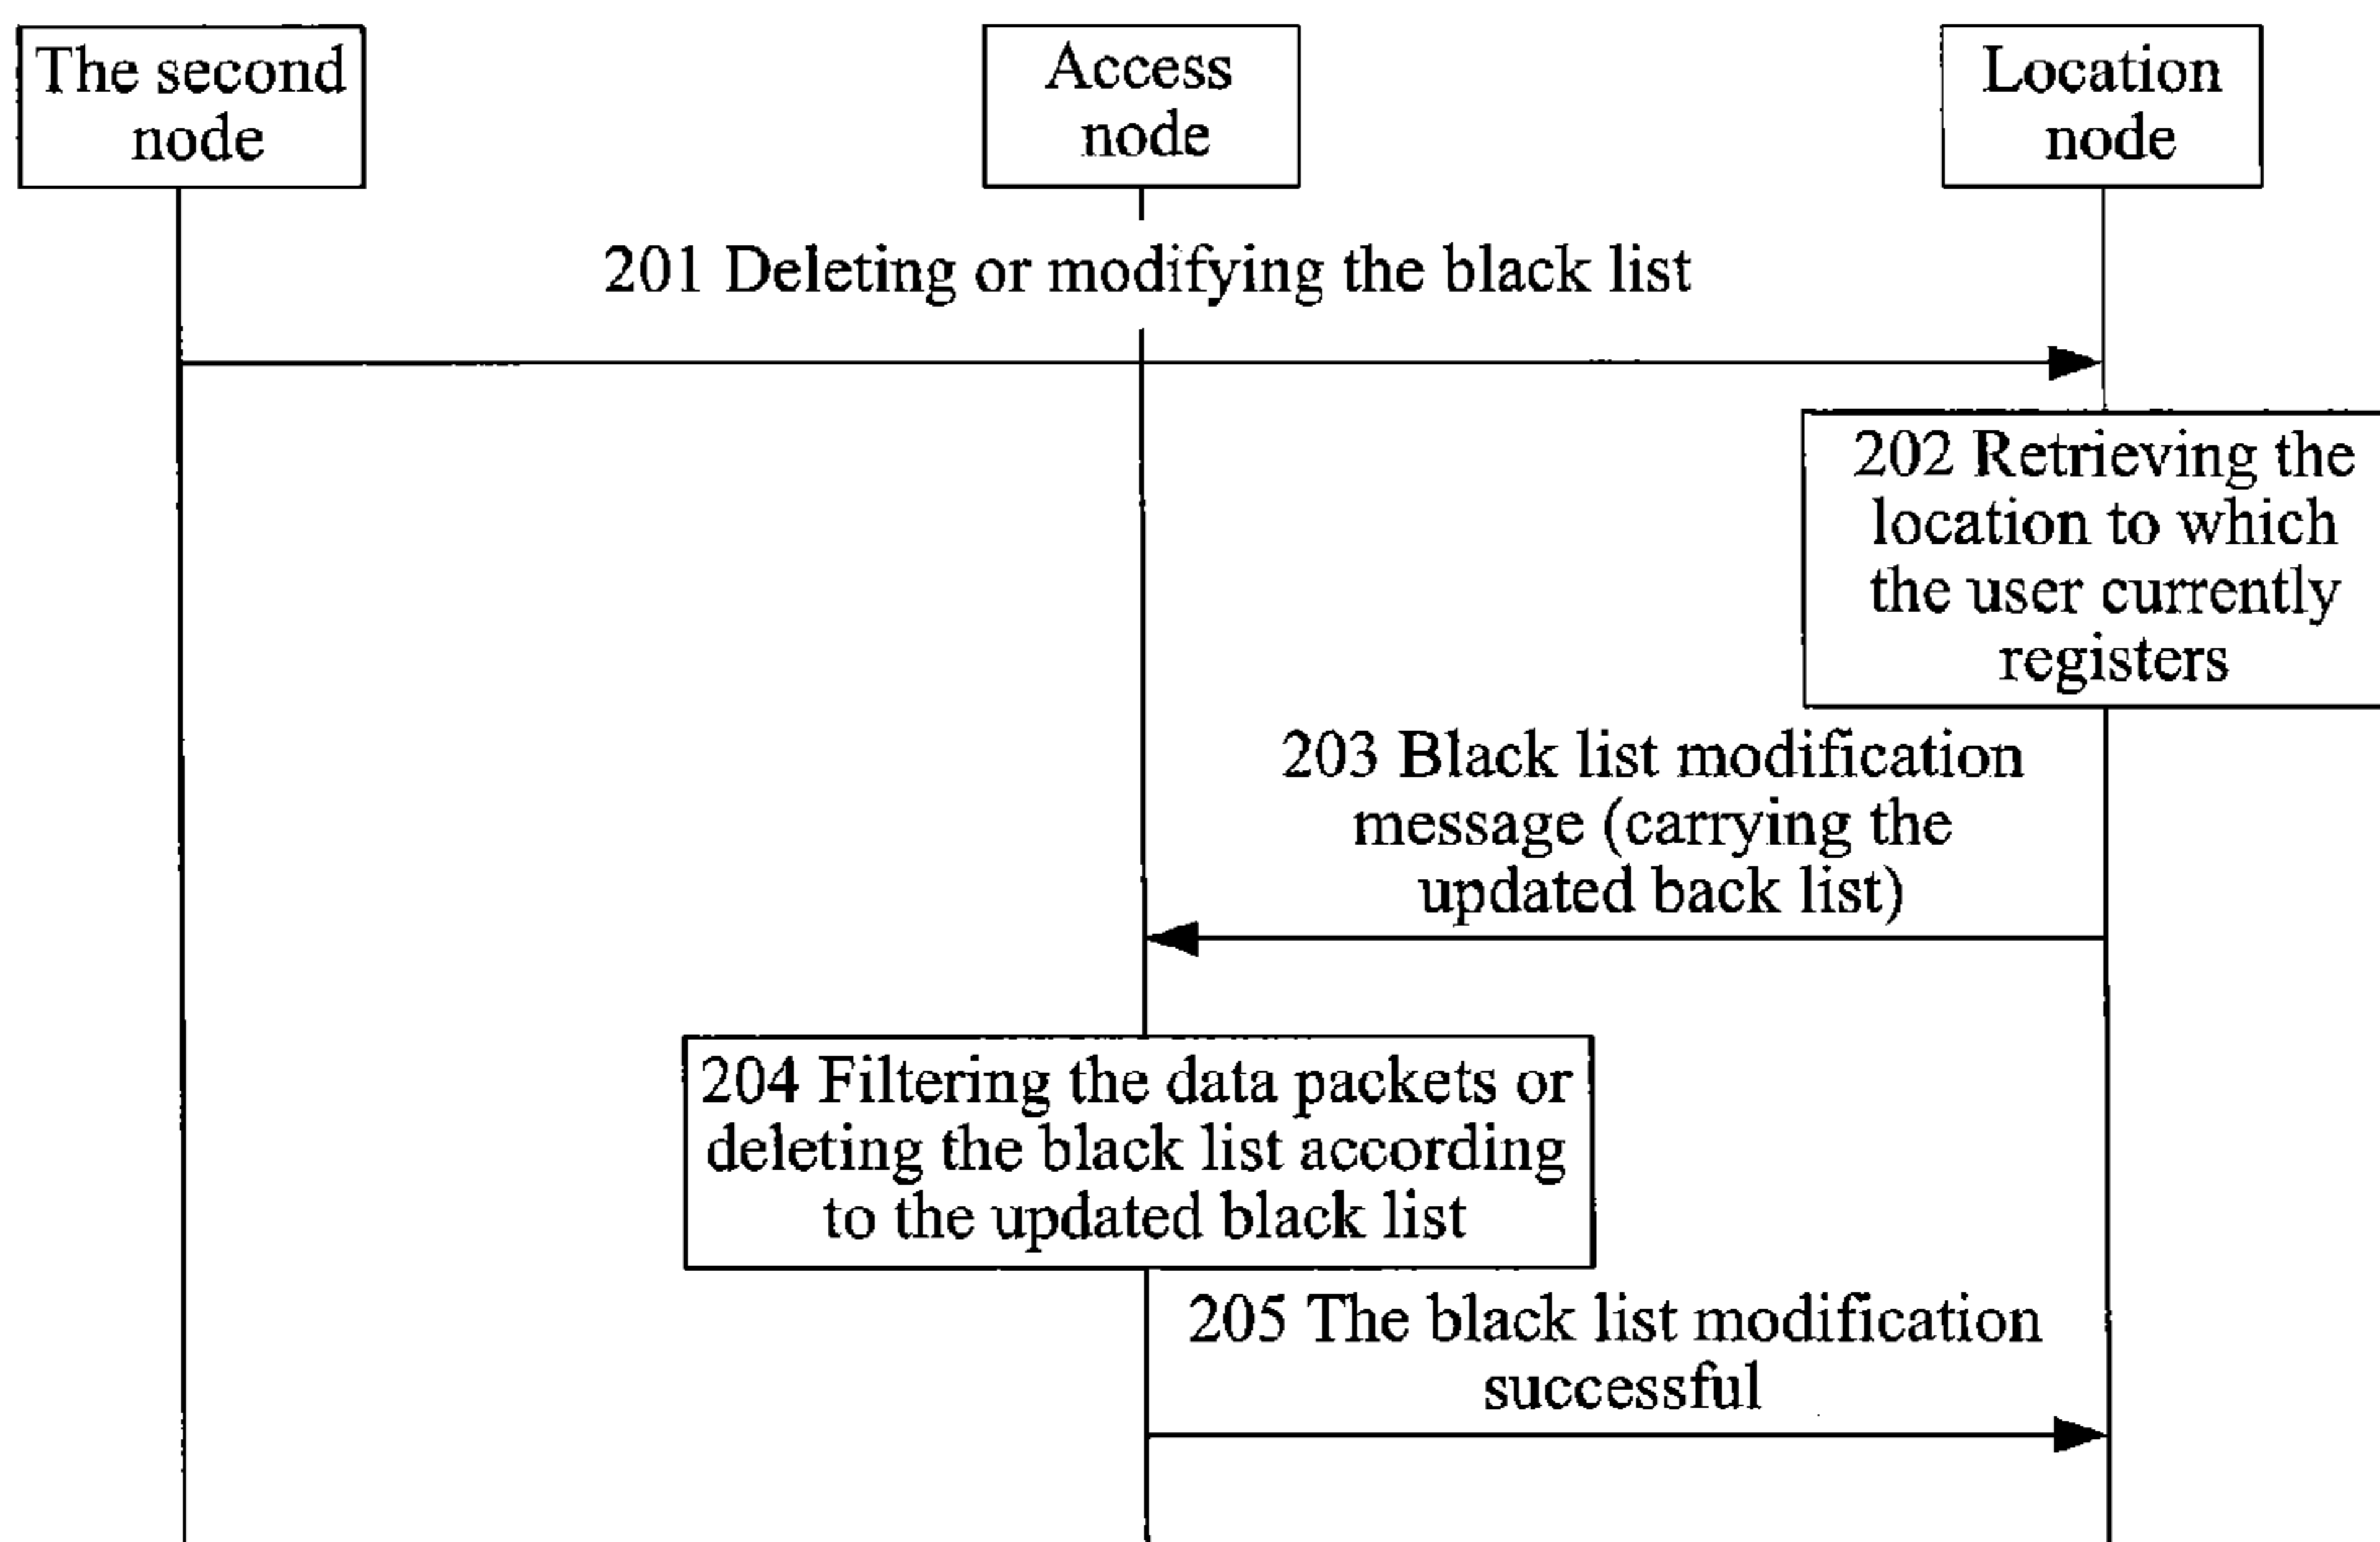 The second
node
Access
node
Location
node
201 Deleting or modifying the black list
202 Retrieving the
location to which
the user currently
registers
203 Black list modification
message (carrying the
updated back list)
204 Filtering the data packets or
deleting the black list according
to the updated black list
205 The black list modification
successful